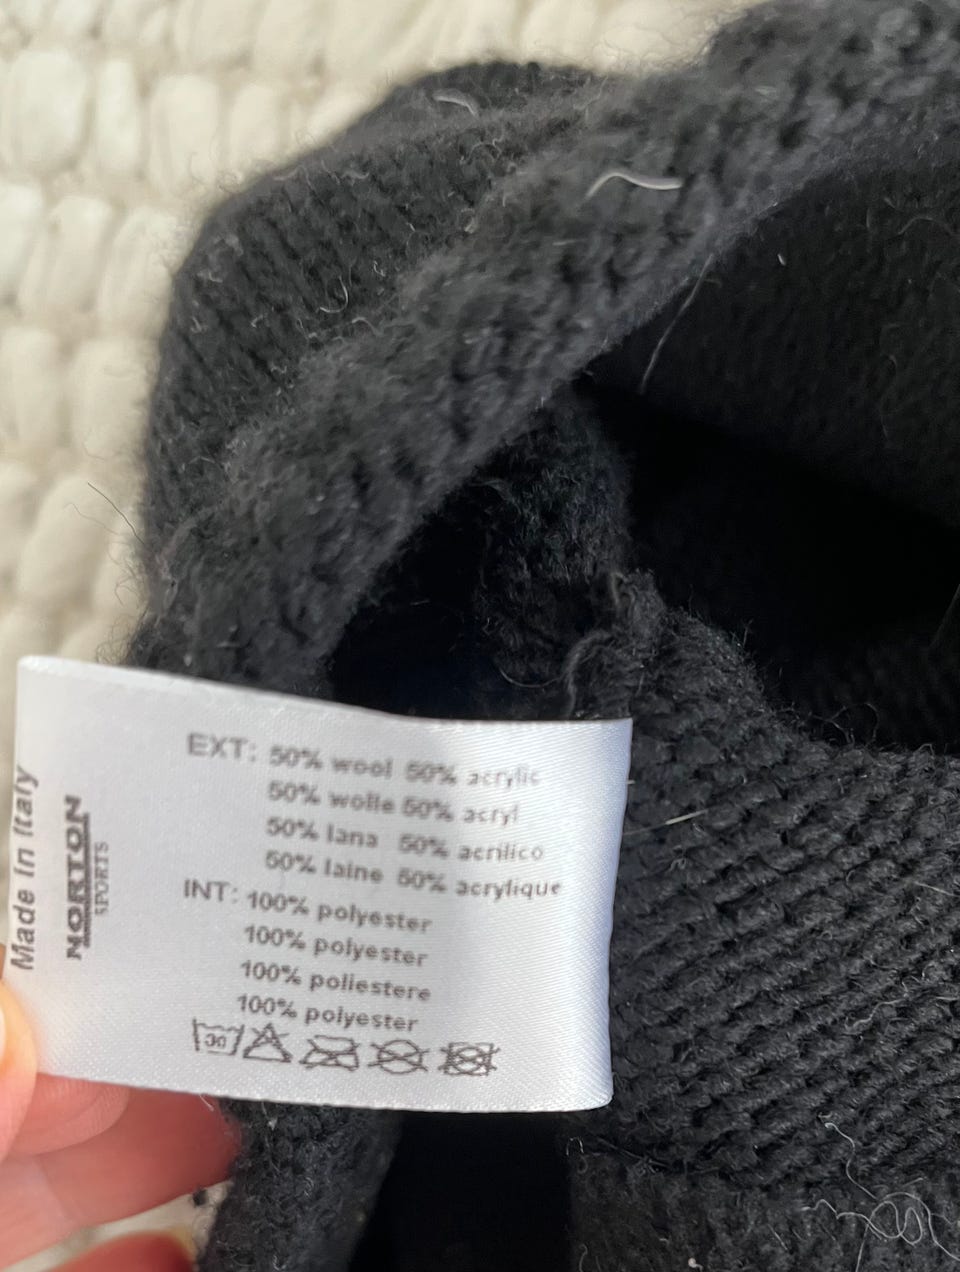 Made in Italy
NORTON
SPORTS
EXT: 50% wool 50% acrylic
50% wolle 50% acryl
50% lana 50% acrilico
50% laine 50% acrylique
INT: 100% polyester
100% polyester
100% poliestere
100% polyester
30